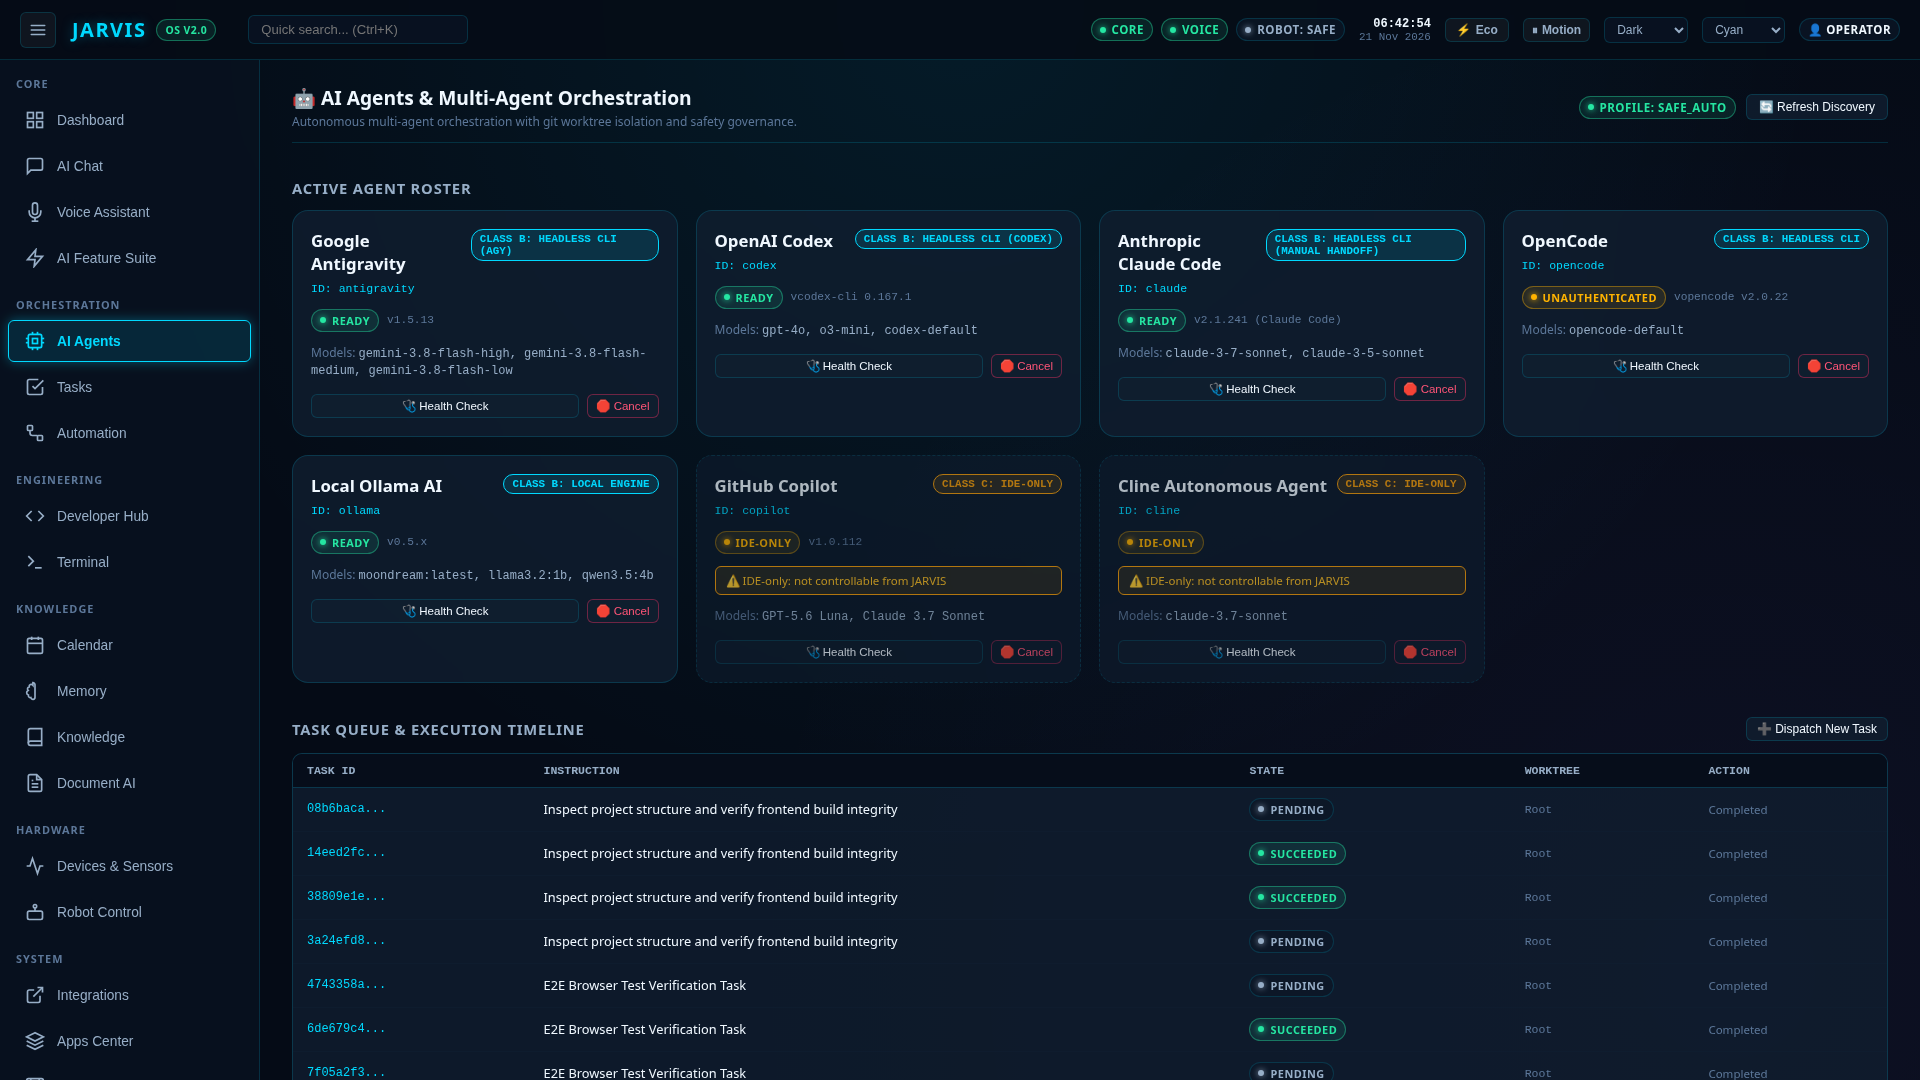 JARVIS
OS V2.0
Quick search... (Ctrl+K)
CORE
VOICE
ROBOT: SAFE
06:42:54
21 Nov 2026
⚡ Eco
Motion
Dark
Cyan
👤 OPERATOR
CORE
Dashboard
AI Chat
Voice Assistant
AI Feature Suite
ORCHESTRATION
AI Agents
Tasks
Automation
ENGINEERING
Developer Hub
Terminal
KNOWLEDGE
Calendar
Memory
Knowledge
Document AI
HARDWARE
Devices & Sensors
Robot Control
SYSTEM
Integrations
Apps Center
🤖 AI Agents & Multi-Agent Orchestration
Autonomous multi-agent orchestration with git worktree isolation and safety governance.
PROFILE: SAFE_AUTO
🔄 Refresh Discovery
ACTIVE AGENT ROSTER
Google
Antigravity
CLASS B: HEADLESS CLI
(AGY)
ID: antigravity
READY
v1.5.13
Models: gemini-3.8-flash-high, gemini-3.8-flash-
medium, gemini-3.8-flash-low
🩺 Health Check
🛑 Cancel
OpenAI Codex
CLASS B: HEADLESS CLI (CODEX)
ID: codex
READY
vcodex-cli 0.167.1
Models: gpt-4o, o3-mini, codex-default
🩺 Health Check
🛑 Cancel
Anthropic
Claude Code
CLASS B: HEADLESS CLI
(MANUAL HANDOFF)
ID: claude
READY
v2.1.241 (Claude Code)
Models: claude-3-7-sonnet, claude-3-5-sonnet
🩺 Health Check
🛑 Cancel
OpenCode
CLASS B: HEADLESS CLI
ID: opencode
UNAUTHENTICATED
vopencode v2.0.22
Models: opencode-default
🩺 Health Check
🛑 Cancel
Local Ollama AI
CLASS B: LOCAL ENGINE
ID: ollama
READY
v0.5.x
Models: moondream:latest, llama3.2:1b, qwen3.5:4b
🩺 Health Check
🛑 Cancel
GitHub Copilot
CLASS C: IDE-ONLY
ID: copilot
IDE-ONLY
v1.0.112
⚠️ IDE-only: not controllable from JARVIS
Models: GPT-5.6 Luna, Claude 3.7 Sonnet
🩺 Health Check
🛑 Cancel
Cline Autonomous Agent
CLASS C: IDE-ONLY
ID: cline
IDE-ONLY
⚠️ IDE-only: not controllable from JARVIS
Models: claude-3.7-sonnet
🩺 Health Check
🛑 Cancel
TASK QUEUE & EXECUTION TIMELINE
➕ Dispatch New Task
TASK ID INSTRUCTION STATE WORKTREE ACTION
08b6baca... Inspect project structure and verify frontend build integrity PENDING Root Completed
14eed2fc... Inspect project structure and verify frontend build integrity SUCCEEDED Root Completed
38809e1e... Inspect project structure and verify frontend build integrity SUCCEEDED Root Completed
3a24efd8... Inspect project structure and verify frontend build integrity PENDING Root Completed
4743358a... E2E Browser Test Verification Task PENDING Root Completed
6de679c4... E2E Browser Test Verification Task SUCCEEDED Root Completed
7f05a2f3... E2E Browser Test Verification Task PENDING Root Completed